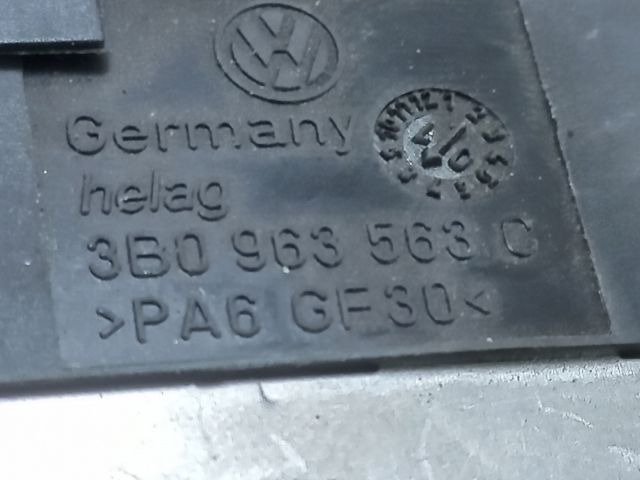 Germany
helag
3B0 963 563 C
>PA6 GF30<